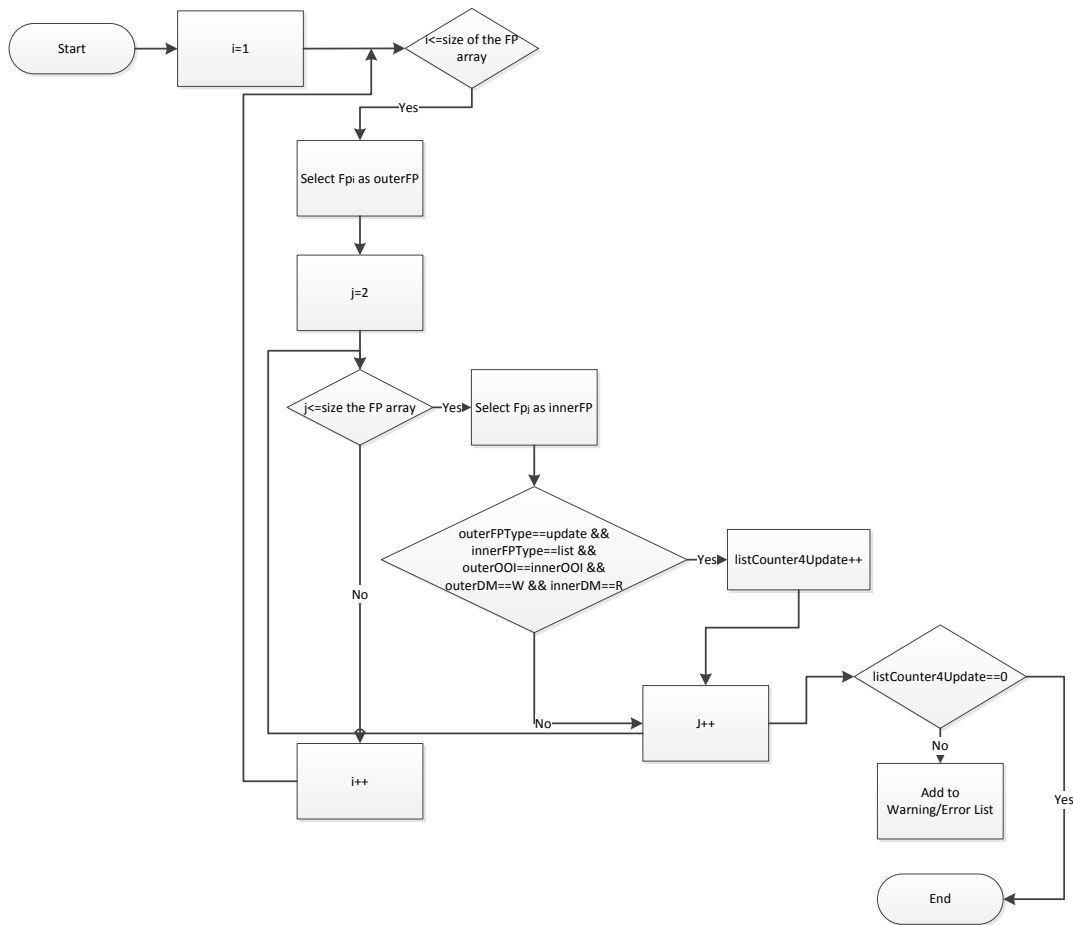 Start
i=1
i<=size of the FP
array
Yes
Select Fpi as outerFP
j=2
j<=size the FP array
Yes
Select Fpj as innerFP
outerFPType==update &&
innerFPType==list &&
outerOOI==innerOOI &&
outerDM==W && innerDM==R
Yes
listCounter4Update++
No
No
J++
listCounter4Update==0
No
Yes
i++
Add to
Warning/Error List
End